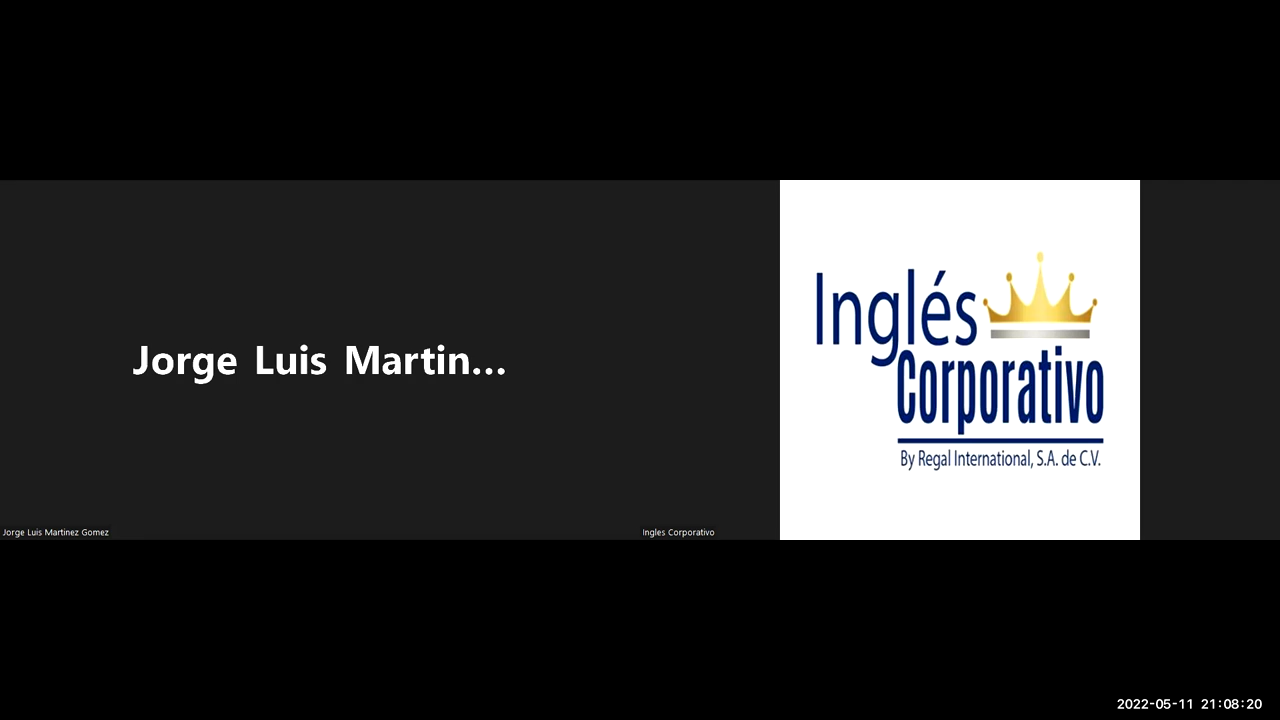 Jorge Luis Martin...
Inglés
Corporativo
By Regal International, S.A. de C.V.
Jorge Luis Martinez Gomez
Ingles Corporativo
2022-05-11 21:08:20